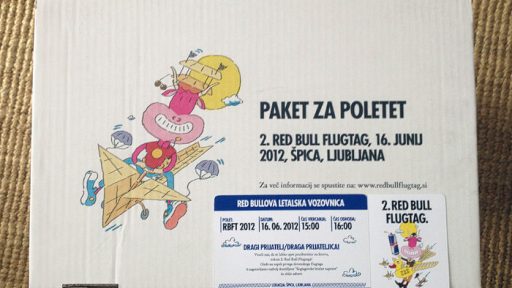 PAKET ZA POLETET
2. RED BULL FLUGTAG, 16. JUNIJ
2012, ŠPICA, LJUBLJANA
Za več informacij se spustite na: www.redbullflugtag.si
RED BULLOVA LETALSKA VOZOVNICA
POLET: DATUM: ČAS VKRCANJA: ČAS ODHODA:
RBFT 2012 16. 06. 2012 15:00 16:00
DRAGI PRIJATELJ/DRAGA PRIJATELJICA!
2. RED BULL
FLUGTAG.